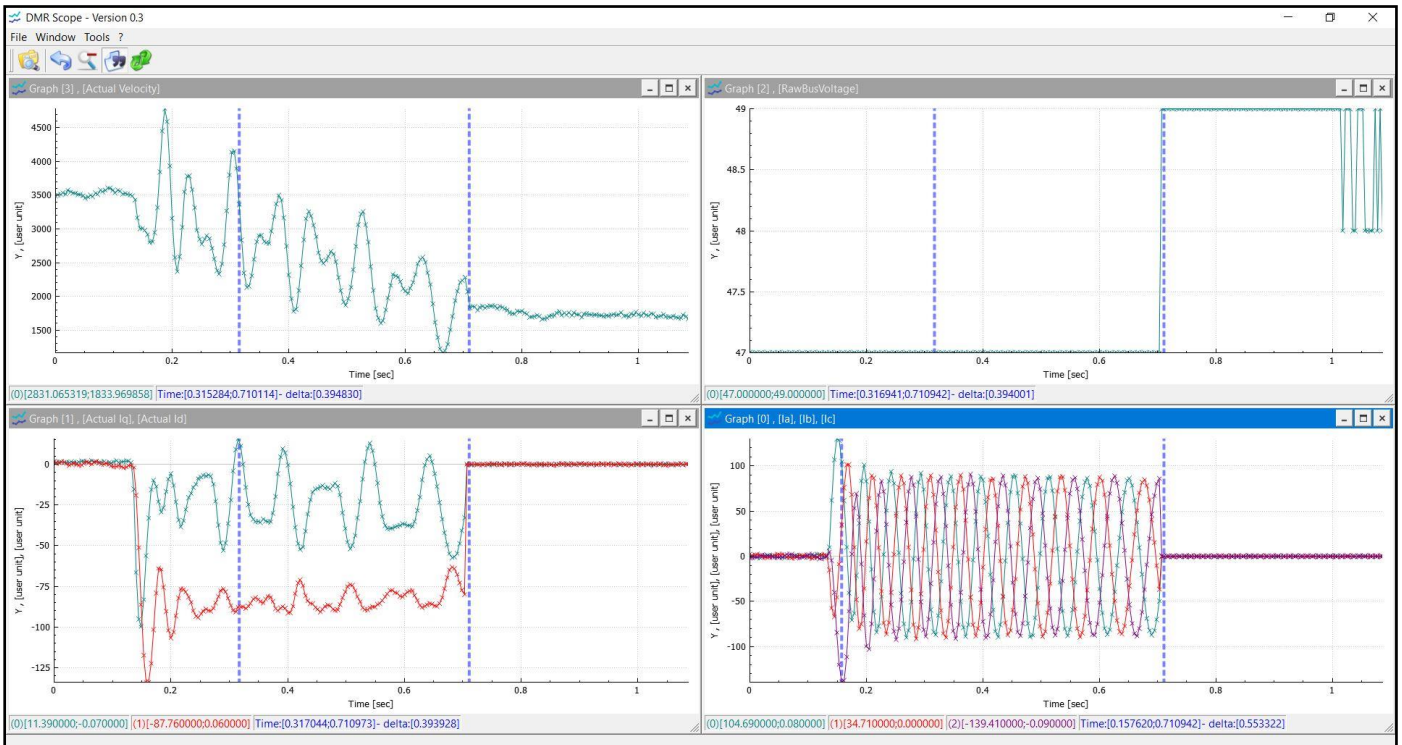 DMR Scope - Version 0.3
File Window Tools ?
Graph [3] , [Actual Velocity]
4500
4000
3500
3000
2500
2000
1500
Y , [user unit]
0 0.2 0.4 0.6 0.8 1
Time [sec]
(0)[2831.065319;1833.969858] Time:[0.315284;0.710114]- delta:[0.394830]
Graph [2] , [RawBusVoltage]
49
48.5
48
47.5
47
Y , [user unit]
0 0.2 0.4 0.6 0.8 1
Time [sec]
(0)[47.000000;49.000000] Time:[0.316941;0.710942]- delta:[0.394001]
Graph [1] , [Actual Iq], [Actual Id]
0
-25
-50
-75
-100
-125
Y , [user unit], [user unit]
0 0.2 0.4 0.6 0.8 1
Time [sec]
(0)[11.390000;-0.070000] (1)[-87.760000;0.060000] Time:[0.317044;0.710973]- delta:[0.393928]
Graph [0] , [Ia], [Ib], [Ic]
100
50
0
-50
-100
Y , [user unit], [user unit], [user unit]
0 0.2 0.4 0.6 0.8 1
Time [sec]
(0)[104.690000;0.080000] (1)[34.710000;0.000000] (2)[-139.410000;-0.090000] Time:[0.157620;0.710942]- delta:[0.553322]